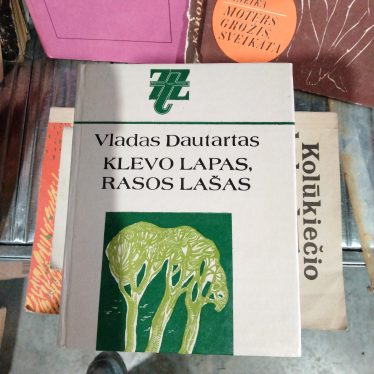 MOTERS
GROŽIS,
SVEIKATA
Vladas Dautartas
KLEVO LAPAS,
RASOS LAŠAS
Kolūkiečio